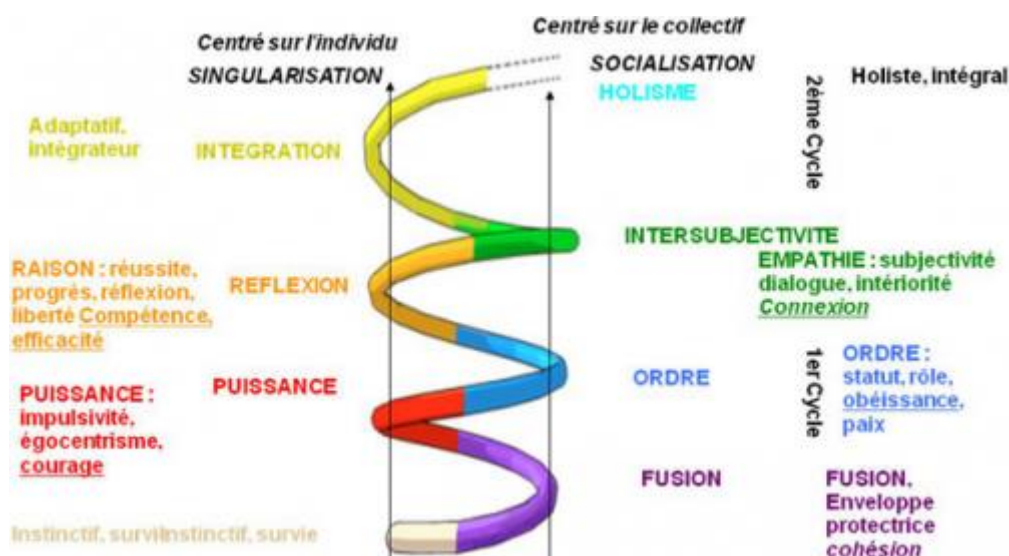 Centré sur l'individu
SINGULARISATION
Centré sur le collectif
SOCIALISATION
HOLISME
2ème Cycle
Holiste, intégral
Adaptatif,
intégrateur
INTEGRATION
INTERSUBJECTIVITE
EMPATHIE : subjectivité
dialogue, intériorité
Connexion
RAISON : réussite,
progrès, réflexion,
liberté Compétence,
efficacité
REFLEXION
PUISSANCE :
impulsivité,
égocentrisme,
courage
PUISSANCE
ORDRE
1er Cycle
ORDRE :
statut, rôle,
obéissance,
paix
FUSION
FUSION,
Enveloppe
protectrice
cohésion
Instinctif, surviInstinctif, survie